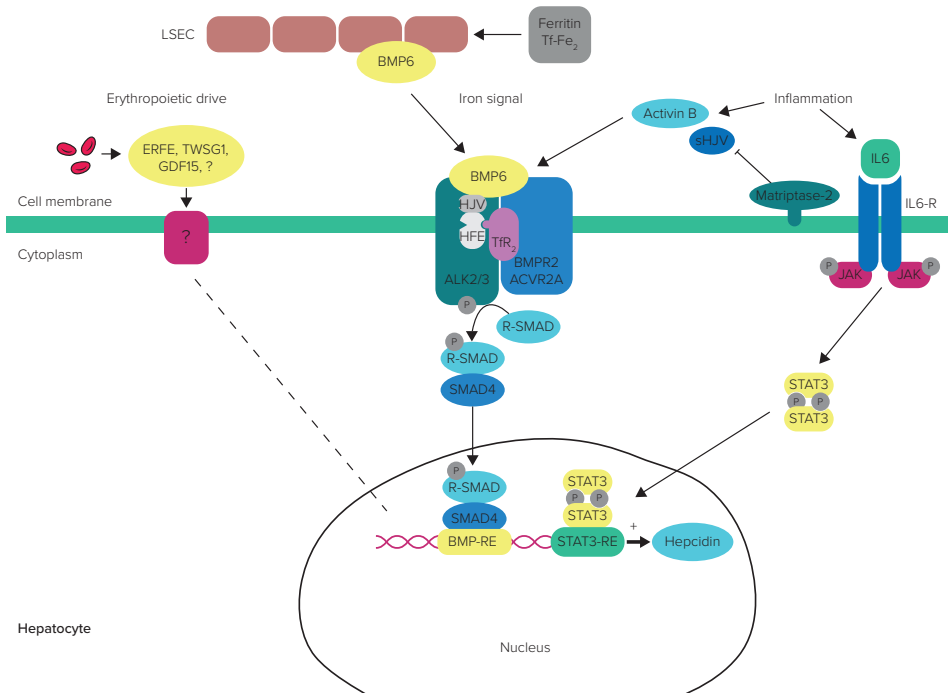 LSEC
Ferritin
Tf-Fe2
BMP6
Erythropoietic drive
Iron signal
Inflammation
Activin B
sHJV
ERFE, TWSG1,
GDF15, ?
IL6
BMP6
Matriptase-2
Cell membrane
HJV
IL6-R
?
HFE
TfR2
Cytoplasm
BMPR2
ACVR2A
ALK2/3
P
JAK
JAK
P
P
R-SMAD
P
R-SMAD
SMAD4
STAT3
P
P
STAT3
P
R-SMAD
SMAD4
BMP-RE
STAT3
P
P
STAT3
STAT3-RE
+
Hepcidin
Hepatocyte
Nucleus